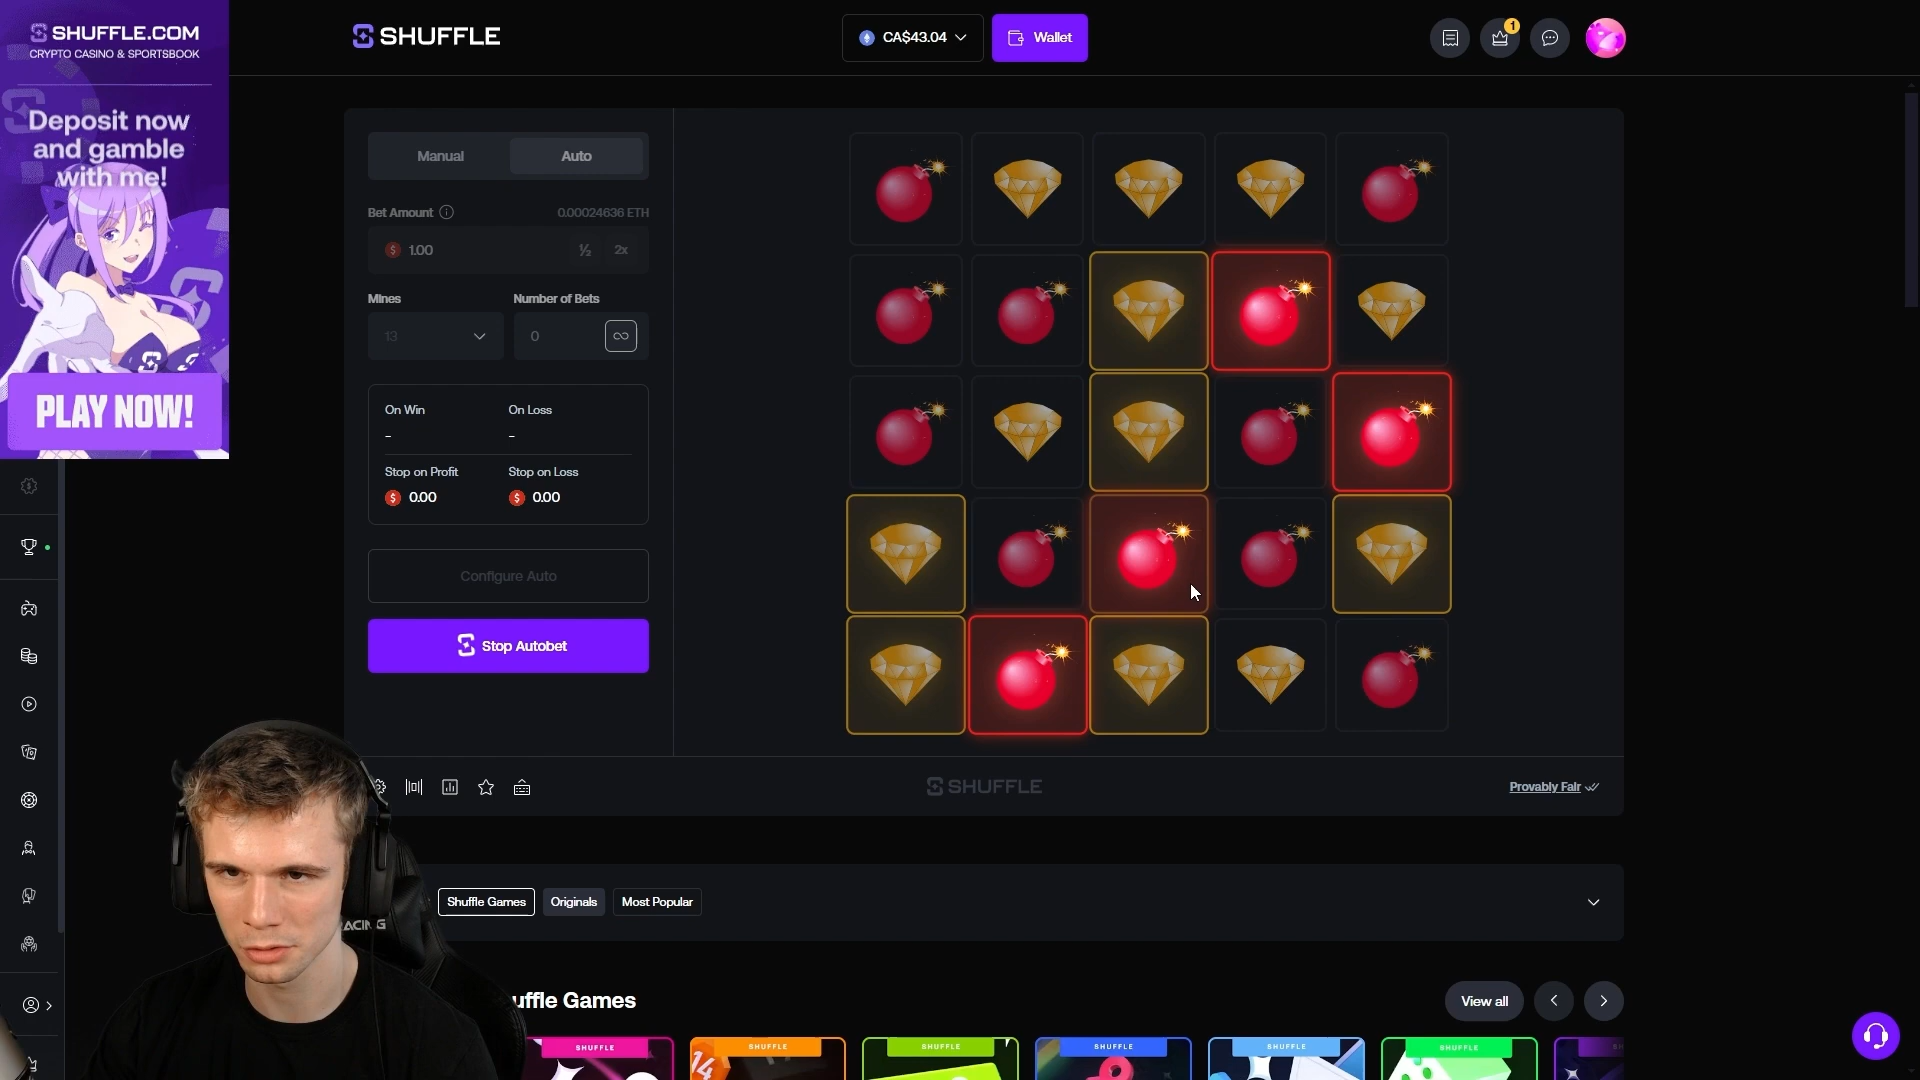 SHUFFLE.COM
CRYPTO CASINO & SPORTSBOOK
Deposit now
and gamble
with me!
PLAY NOW!
SHUFFLE
CA$43.04
Wallet
1
Manual
Auto
Bet Amount
0.00024636 ETH
1.00
½
2x
Mines
Number of Bets
13
0
On Win
On Loss
-
-
Stop on Profit
Stop on Loss
0.00
0.00
Configure Auto
Stop Autobet
SHUFFLE
Provably Fair
Shuffle Games
Originals
Most Popular
uffle Games
View all
SHUFFLE
SHUFFLE
SHUFFLE
SHUFFLE
SHUFFLE
SHUFFLE
14
ACING